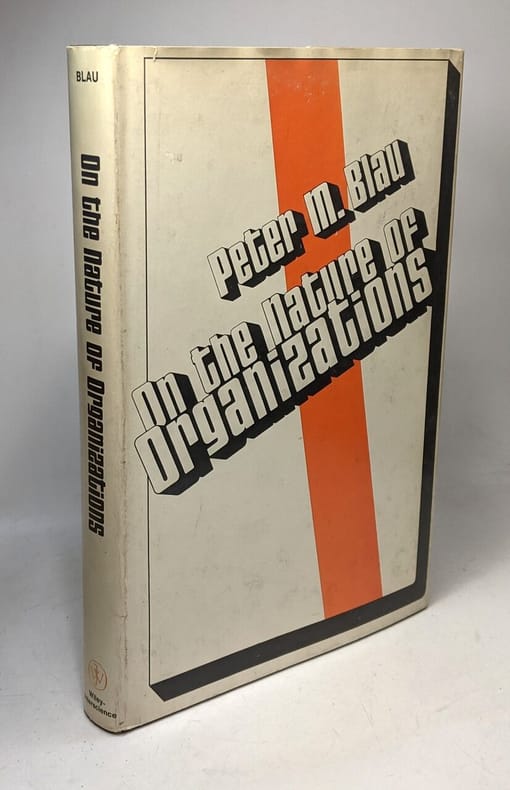 BLAU
On the Nature of Organizations
Wiley-
Interscience
Peter M. Blau
On the Nature of
Organizations